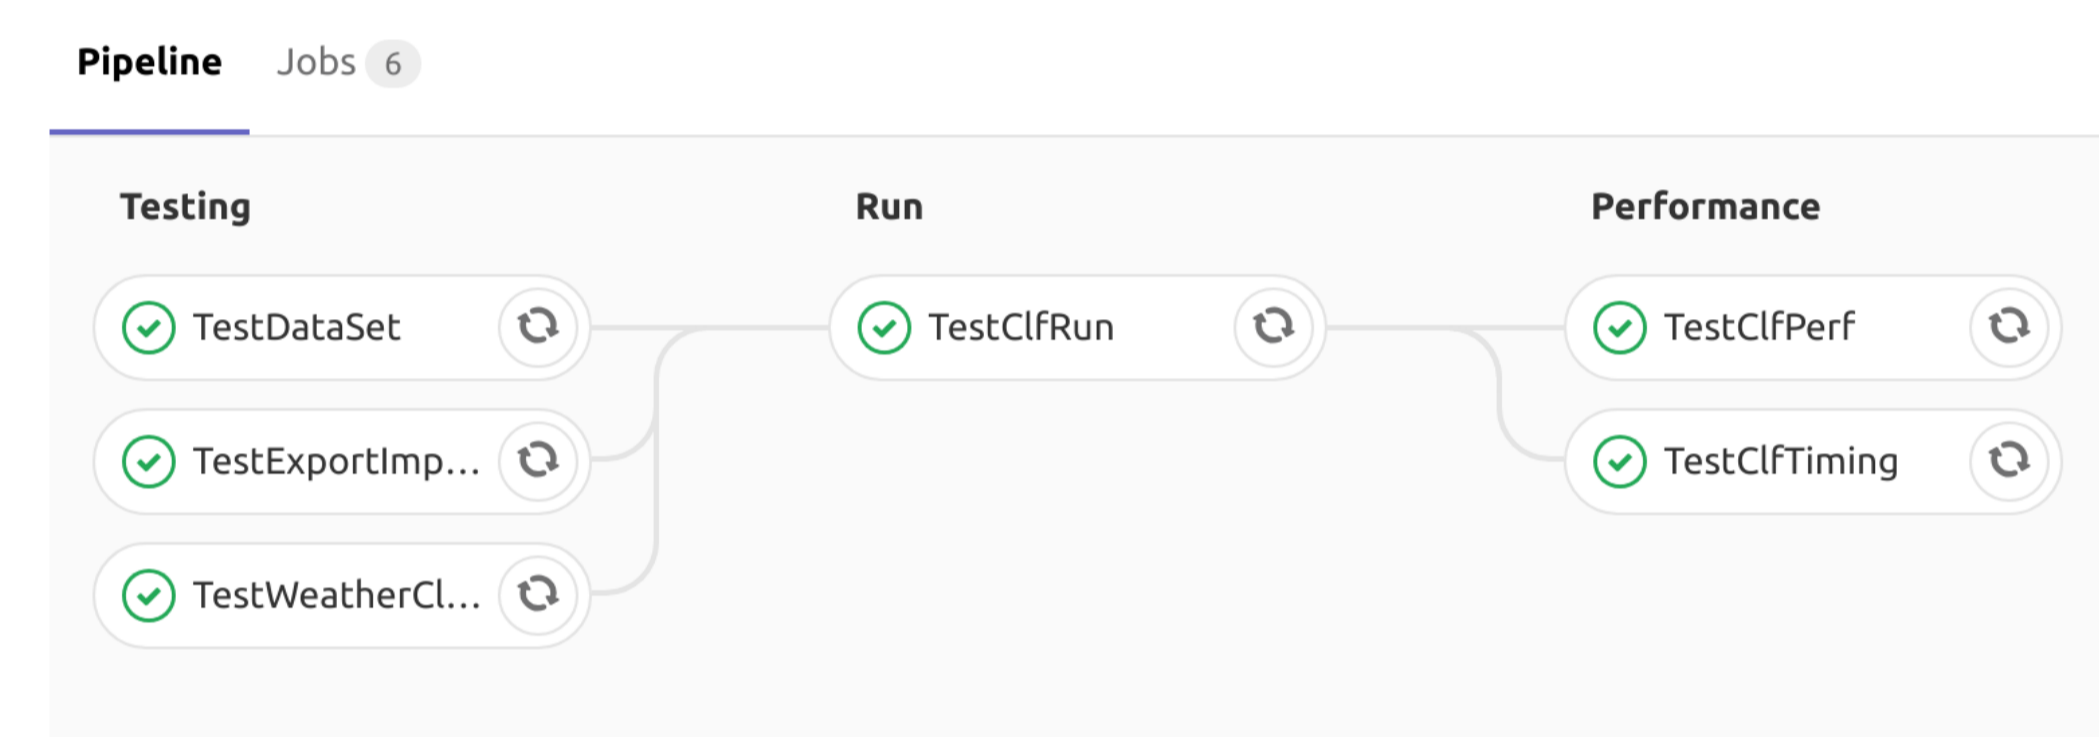 Pipeline Jobs 6
Testing Run Performance
TestDataSet TestClfRun TestClfPerf
TestExportImp... TestClfTiming
TestWeatherCl...